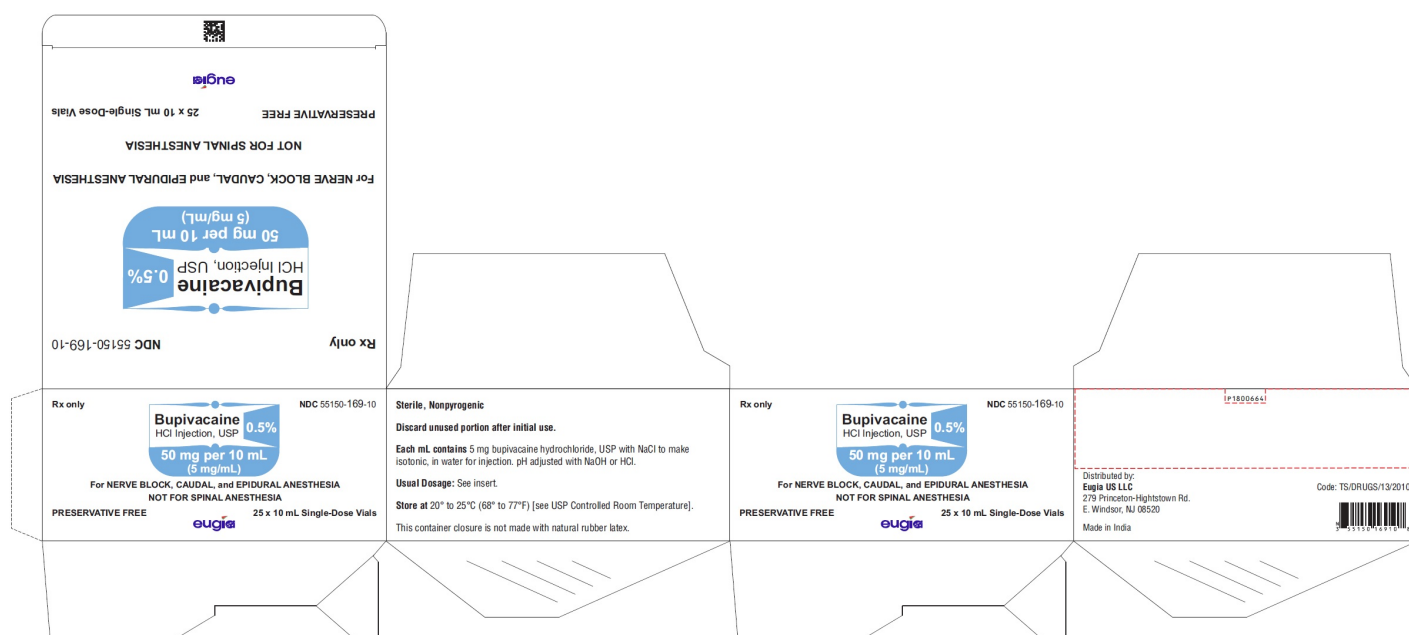 eugia
PRESERVATIVE FREE 25 x 10 mL Single-Dose Vials
NOT FOR SPINAL ANESTHESIA
For NERVE BLOCK, CAUDAL, and EPIDURAL ANESTHESIA
50 mg per 10 mL
(5 mg/mL)
Bupivacaine
HCl Injection, USP
0.5%
Rx only NDC 55150-169-10
Rx only NDC 55150-169-10
Bupivacaine
HCl Injection, USP
0.5%
50 mg per 10 mL
(5 mg/mL)
For NERVE BLOCK, CAUDAL, and EPIDURAL ANESTHESIA
NOT FOR SPINAL ANESTHESIA
PRESERVATIVE FREE 25 x 10 mL Single-Dose Vials
eugia
Sterile, Nonpyrogenic
Discard unused portion after initial use.
Each mL contains 5 mg bupivacaine hydrochloride, USP with NaCl to make
isotonic, in water for injection. pH adjusted with NaOH or HCl.
Usual Dosage: See insert.
Store at 20° to 25°C (68° to 77°F) [see USP Controlled Room Temperature].
This container closure is not made with natural rubber latex.
Rx only NDC 55150-169-10
Bupivacaine
HCl Injection, USP
0.5%
50 mg per 10 mL
(5 mg/mL)
For NERVE BLOCK, CAUDAL, and EPIDURAL ANESTHESIA
NOT FOR SPINAL ANESTHESIA
PRESERVATIVE FREE 25 x 10 mL Single-Dose Vials
eugia
P1800664
Distributed by:
Eugia US LLC
279 Princeton-Hightstown Rd.
E. Windsor, NJ 08520
Made in India
Code: TS/DRUGS/13/2010
N
3 55150 16910 8